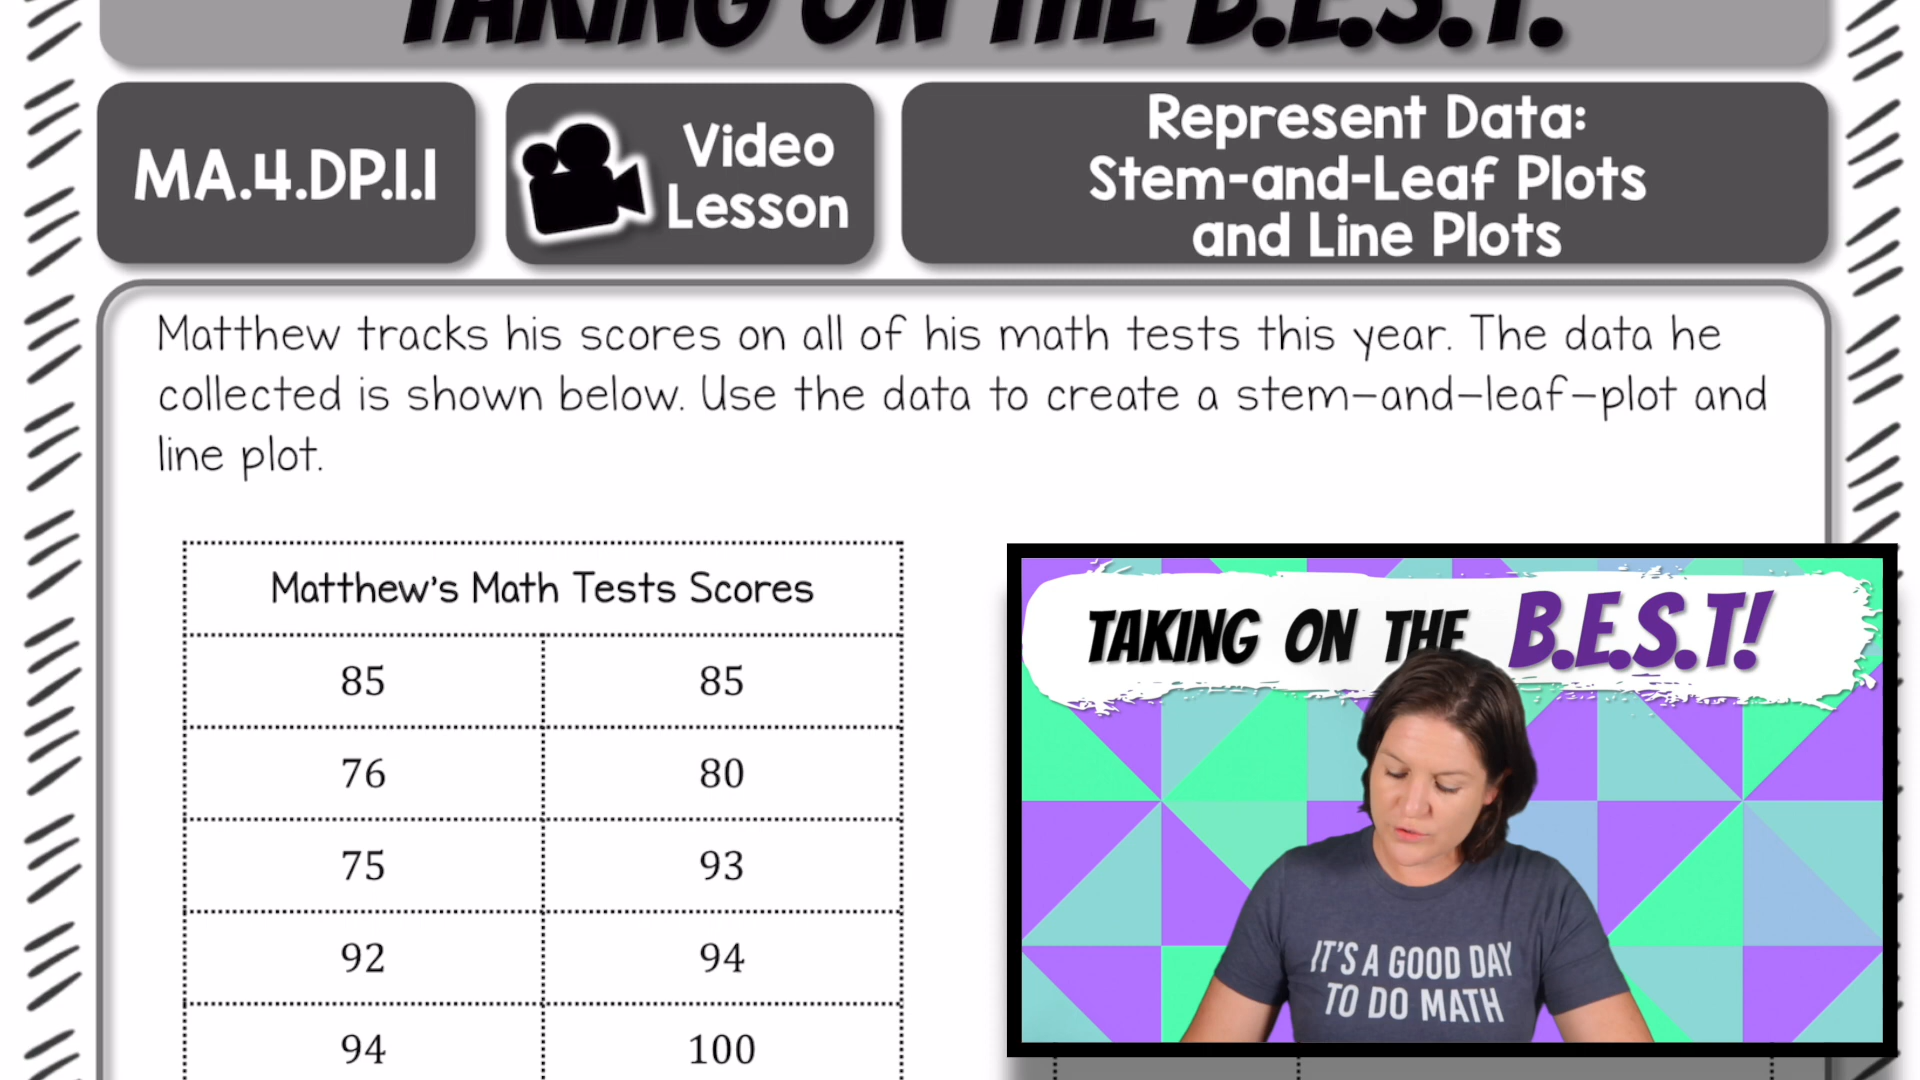 TAKING ON THE B.E.S.T.
MA.4.DP.1.1
Video
Lesson
Represent Data:
Stem-and-Leaf Plots
and Line Plots
Matthew tracks his scores on all of his math tests this year. The data he
collected is shown below. Use the data to create a stem-and-leaf-plot and
line plot.
Matthew's Math Tests Scores
85 85
76 80
75 93
92 94
94 100
TAKING ON THE B.E.S.T!
IT'S A GOOD DAY
TO DO MATH